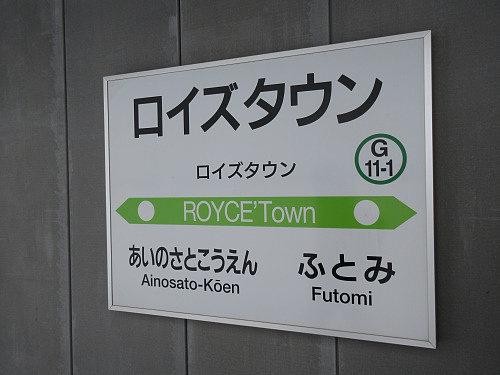 ロイズタウン
ロイズタウン
G
11-1
ROYCE'Town
あいのさとこうえん ふとみ
Ainosato-Kōen Futomi